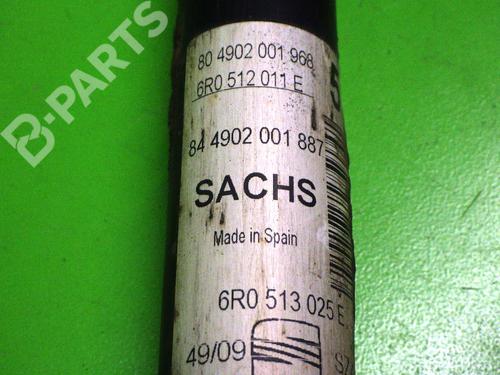 B-PARTS
80 4902 001 968
6R0 512 011 E
5
84 4902 001 887
SACHS
Made in Spain
6R0 513 025 E
49/09